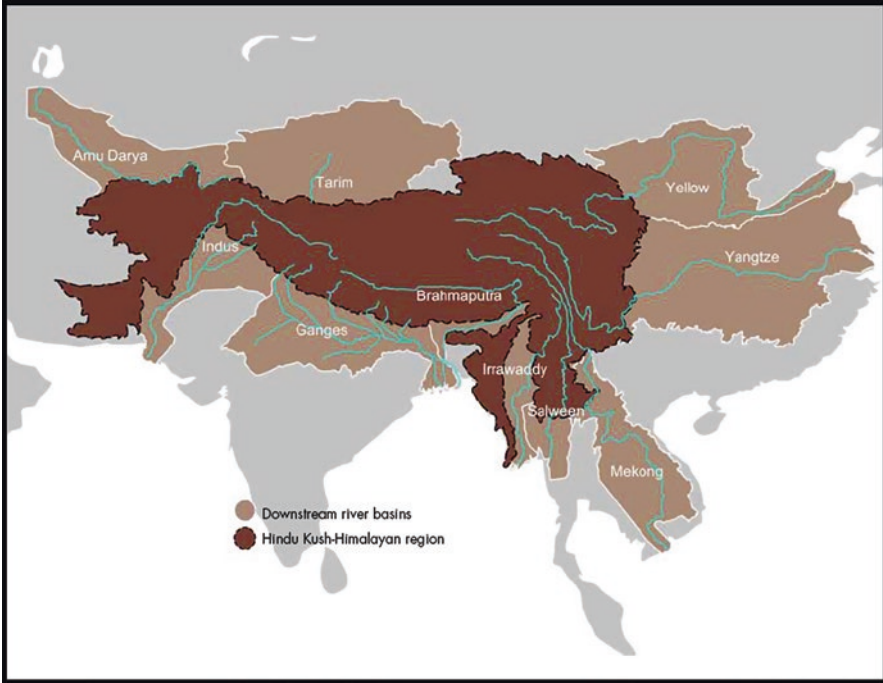 Amu Darya
Tarim
Yellow
Indus
Yangtze
Brahmaputra
Ganges
Irrawaddy
Salween
Mekong
Downstream river basins
Hindu Kush-Himalayan region